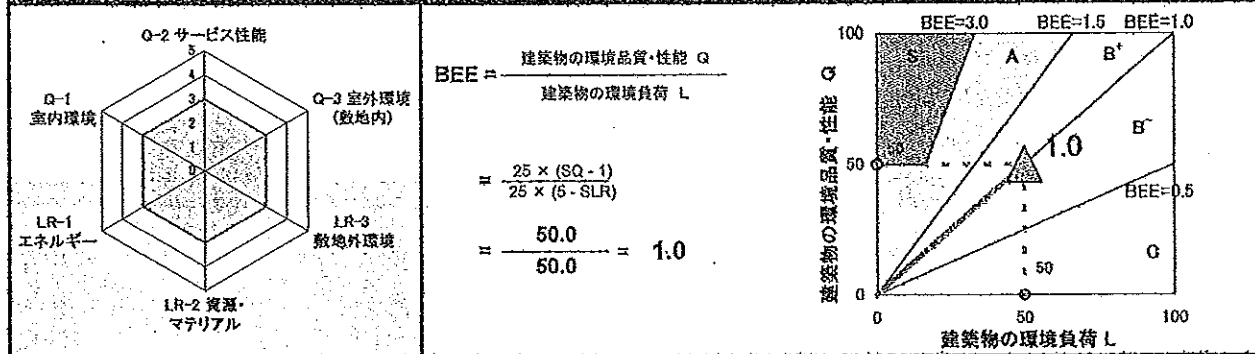 Q-2 サービス性能
5
4
3
2
1
0
Q-1
室内環境
Q-3 室外環境
(敷地内)
LR-1
エネルギー
LR-3
敷地外環境
LR-2 資源・
マテリアル
BEE = 建築物の環境品質・性能 Q
建築物の環境負荷 L
= 25 × (SQ - 1)
25 × (5 - SLR)
= 50.0
50.0
= 1.0
BEE=3.0 BEE=1.5 BEE=1.0
建築物の環境品質・性能 Q
100
50
0
S
A
B+
B-
C
50
1.0
BEE=0.5
50
0
50
100
建築物の環境負荷 L